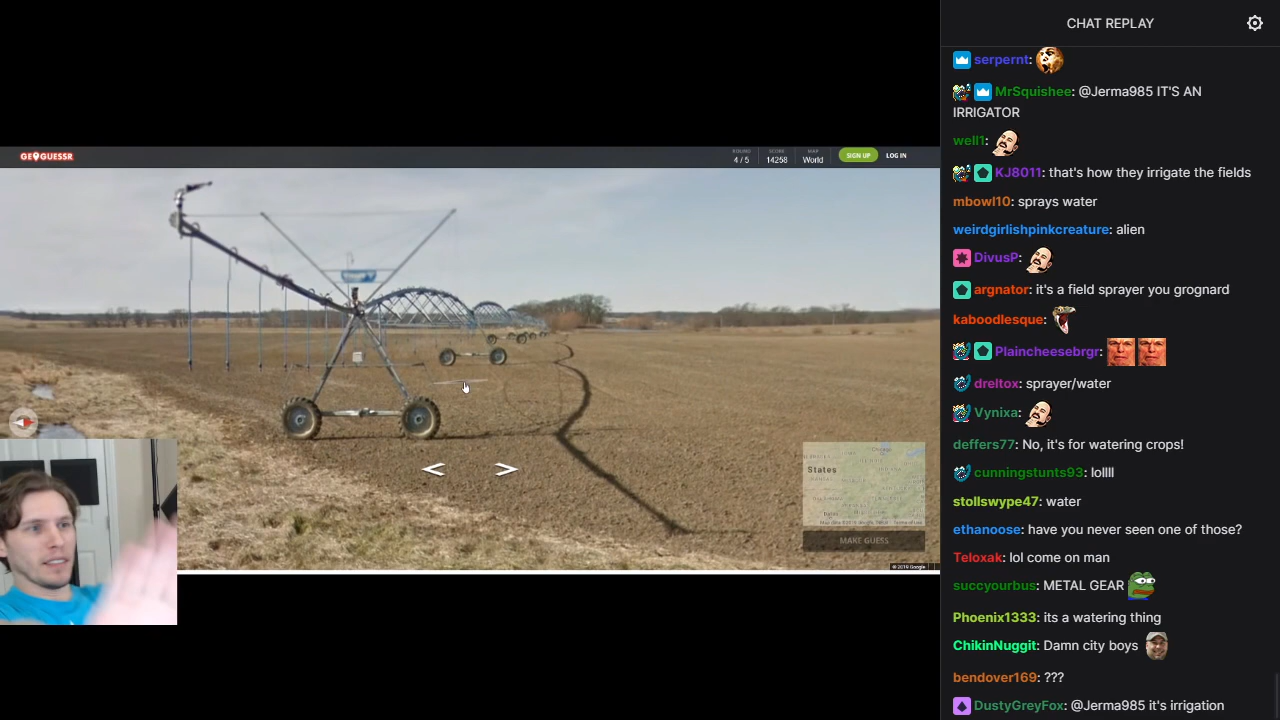 GEOGUESSR
ROUND
4 / 5
SCORE
14258
MAP
World
SIGN UP
LOG IN
States
Chicago
Dallas
MAKE GUESS
© 2019 Google
CHAT REPLAY
serpernt:
MrSquishee: @Jerma985 IT'S AN
IRRIGATOR
well1:
KJ8011: that's how they irrigate the fields
mbowl10: sprays water
weirdgirlishpinkcreature: alien
DivusP:
argnator: it's a field sprayer you grognard
kaboodlesque:
Plaincheesebrgr:
dreltox: sprayer/water
Vynixa:
deffers77: No, it's for watering crops!
cunningstunts93: lollll
stollswype47: water
ethanoose: have you never seen one of those?
Teloxak: lol come on man
succyourbus: METAL GEAR
Phoenix1333: its a watering thing
ChikinNuggit: Damn city boys
bendover169: ???
DustyGreyFox: @Jerma985 it's irrigation